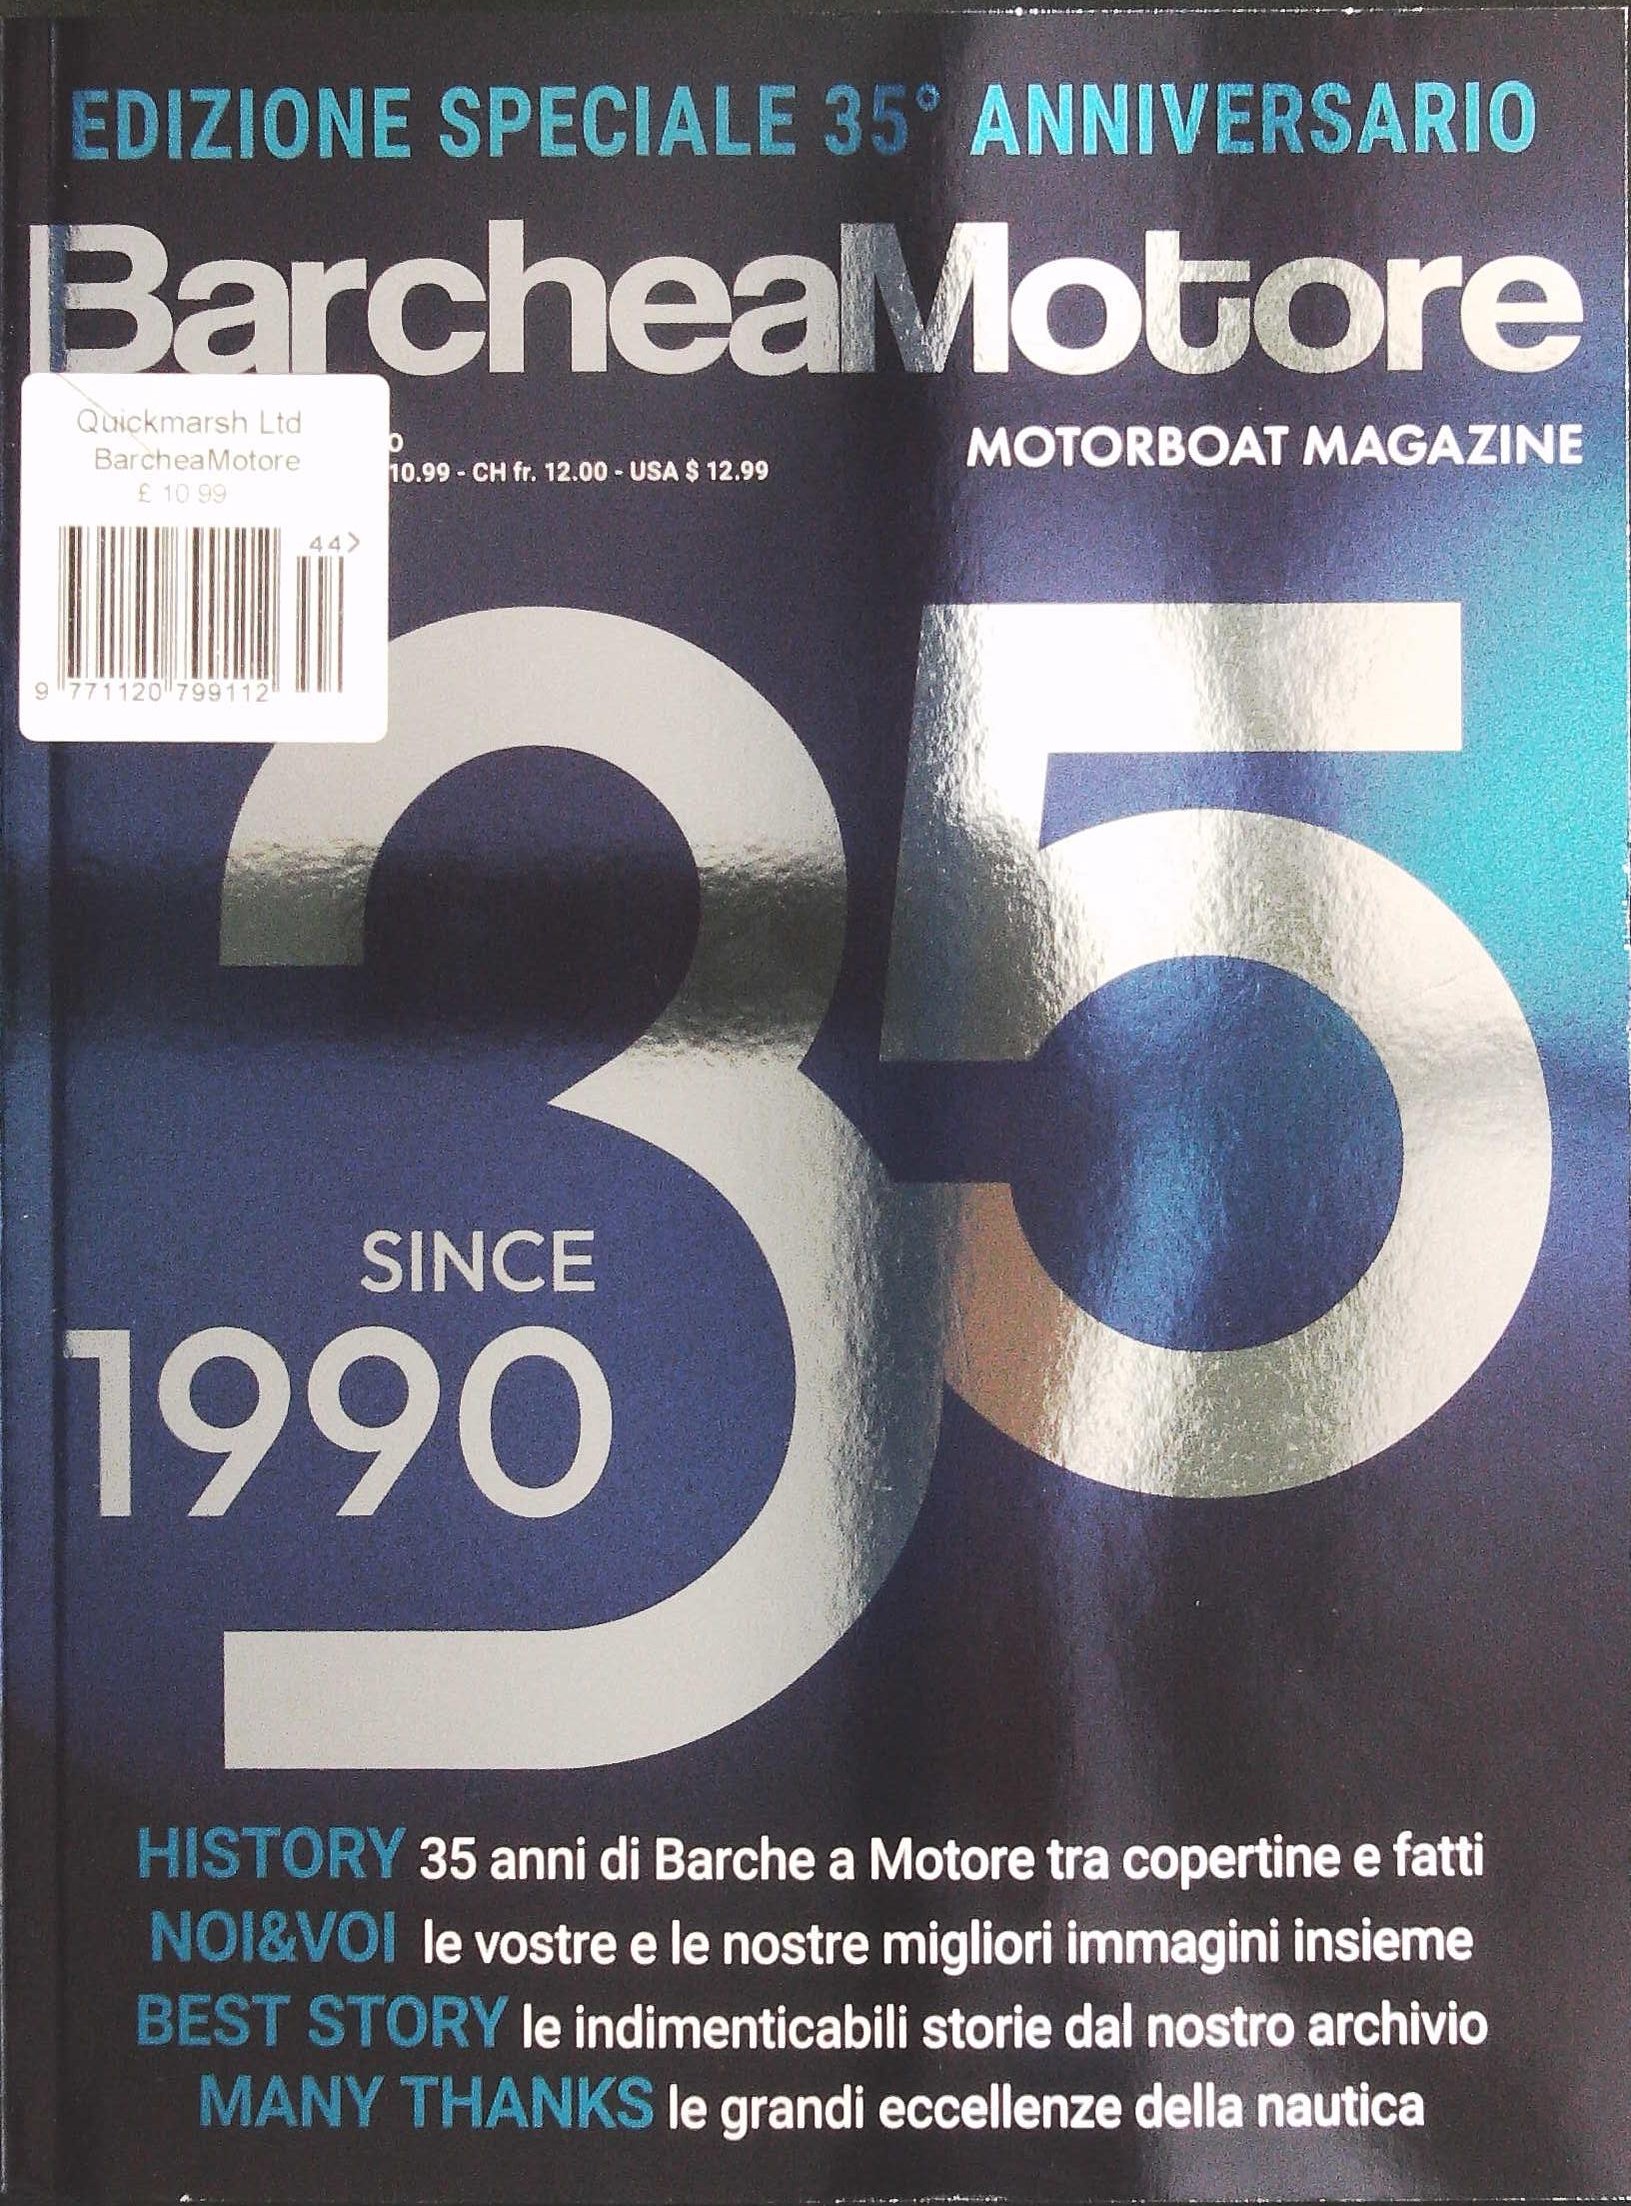 EDIZIONE SPECIALE 35° ANNIVERSARIO
BarcheaMotore
MOTORBOAT MAGAZINE
Quickmarsh Ltd
BarcheaMotore
£ 10 99
10.99 - CH fr. 12.00 - USA $ 12.99
44>
9 771120 799112
35
SINCE
1990
HISTORY 35 anni di Barche a Motore tra copertine e fatti
NOI&VOI le vostre e le nostre migliori immagini insieme
BEST STORY le indimenticabili storie dal nostro archivio
MANY THANKS le grandi eccellenze della nautica